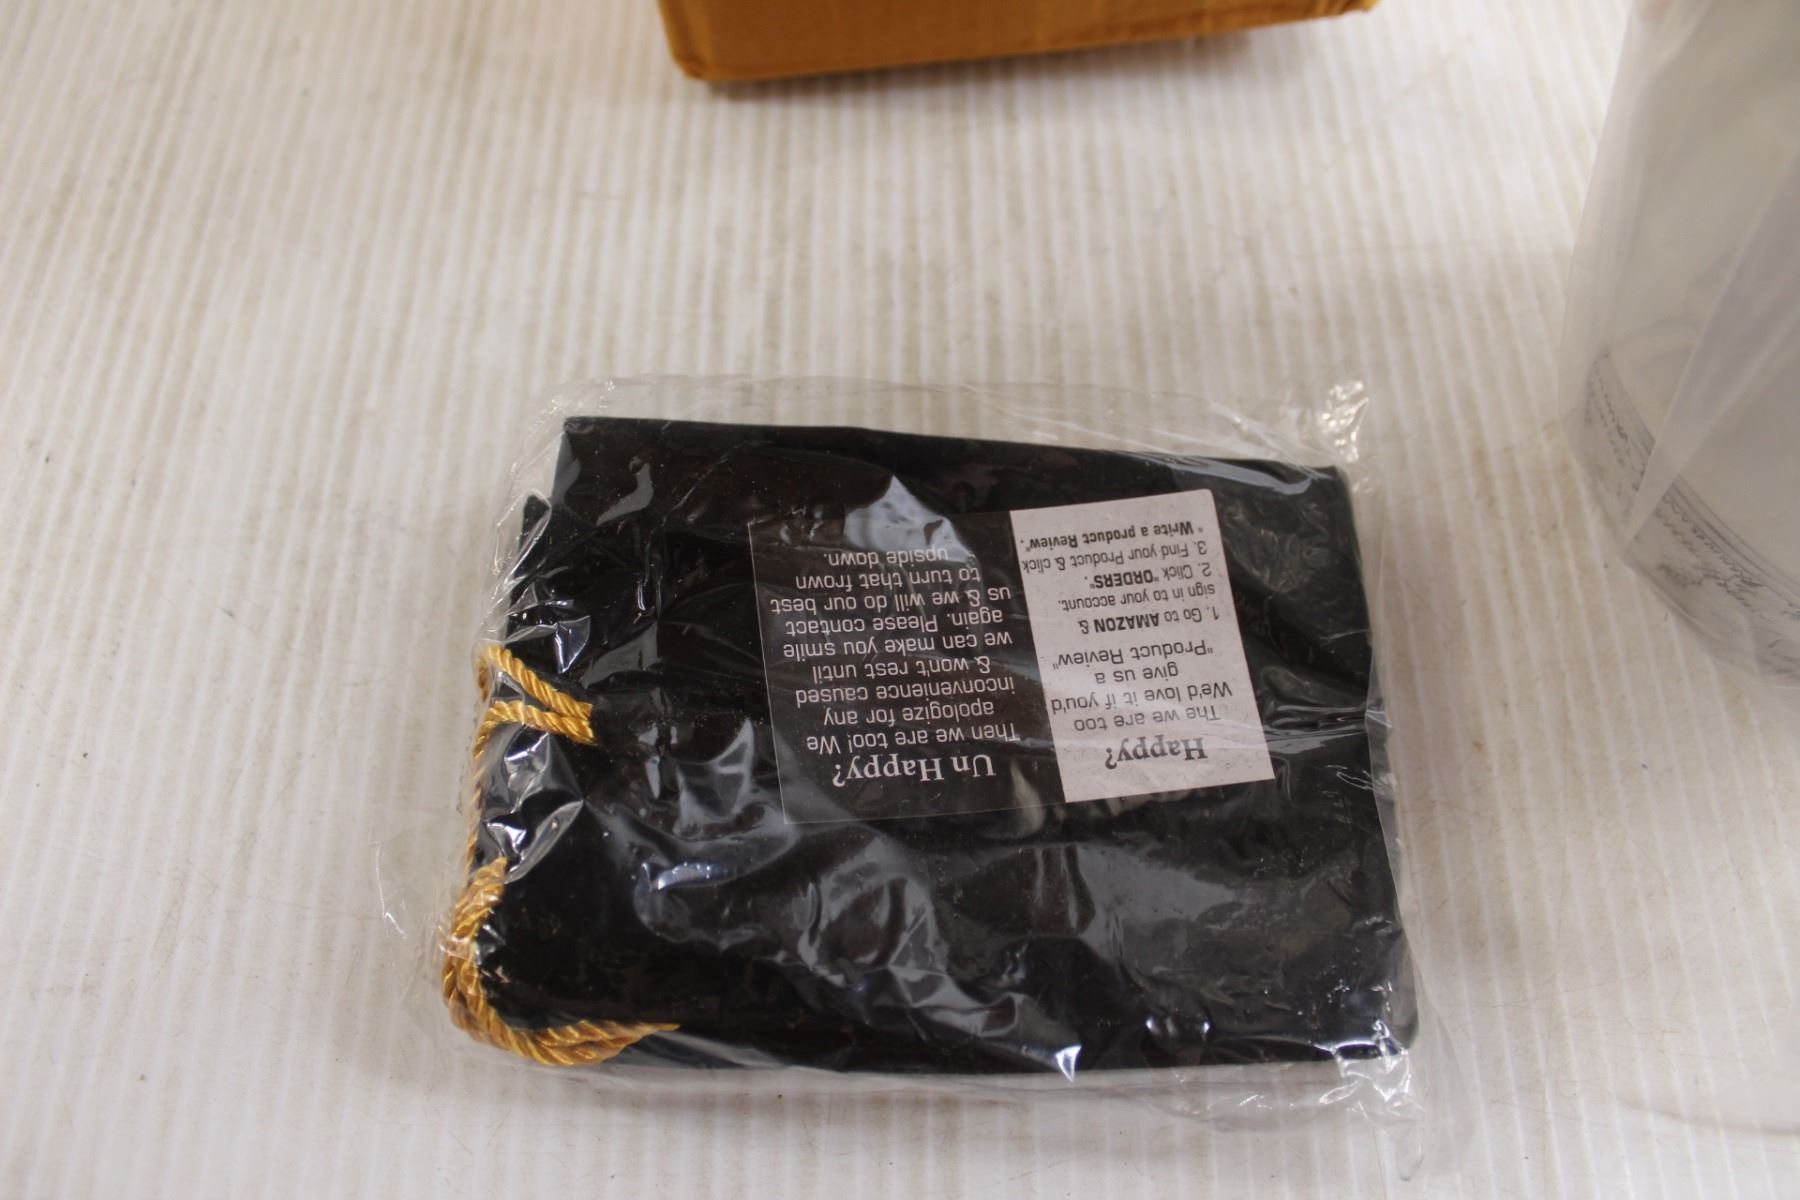 Happy?
The we are too
We'd love it if you'd
give us a
"Product Review"
1. Go to AMAZON &
sign in to your account.
2. Click "ORDERS".
3. Find your Product & click
"Write a product Review".
Un Happy?
Then we are too! We
apologize for any
inconvenience caused
& won't rest until
we can make you smile
again. Please contact
us & we will do our best
to turn that frown
upside down.